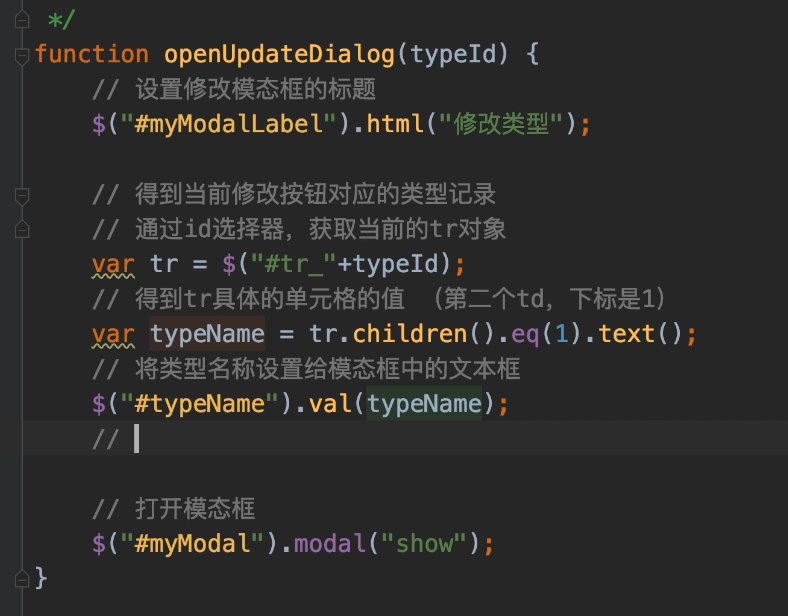 */
function openUpdateDialog(typeId) {
// 设置修改模态框的标题
$("#myModalLabel").html("修改类型");
// 得到当前修改按钮对应的类型记录
// 通过id选择器，获取当前的tr对象
var tr = $("#tr_"+typeId);
// 得到tr具体的单元格的值 （第二个td，下标是1）
var typeName = tr.children().eq(1).text();
// 将类型名称设置给模态框中的文本框
$("#typeName").val(typeName);
//
// 打开模态框
$("#myModal").modal("show");
}